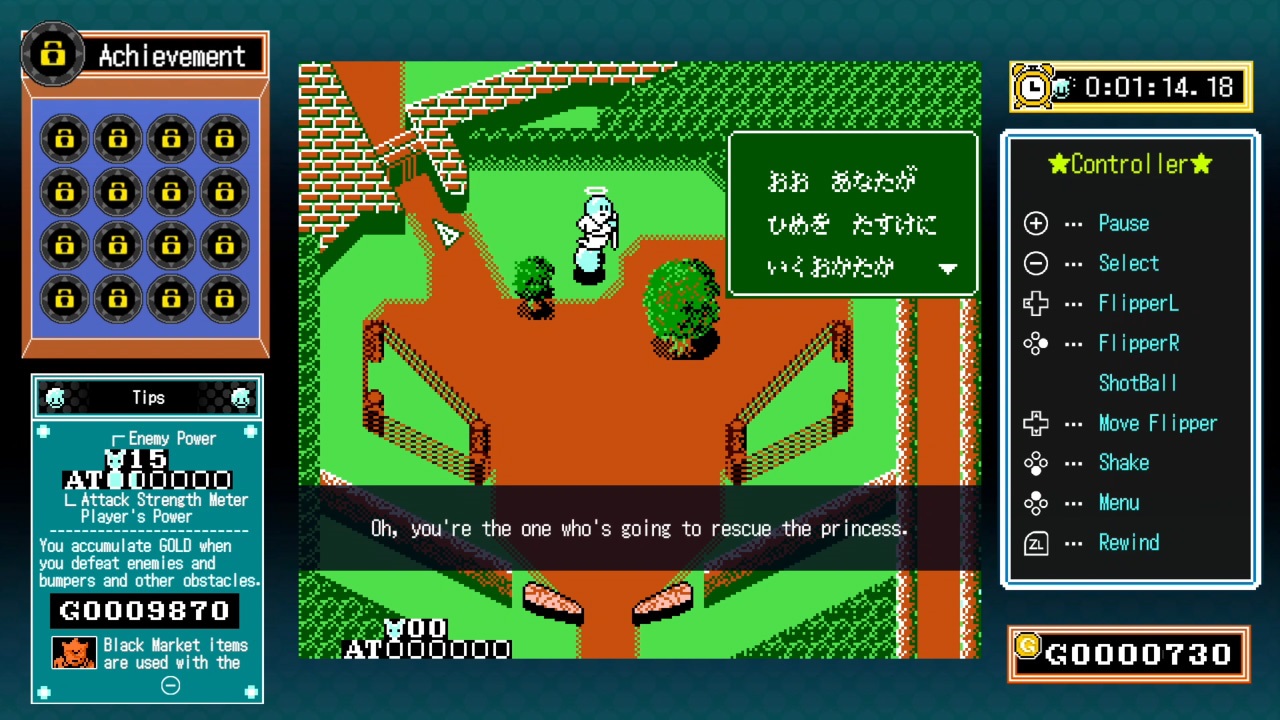 Achievement
Tips
Enemy Power
15
AT 00000
Attack Strength Meter
Player's Power
You accumulate GOLD when
you defeat enemies and
bumpers and other obstacles.
G0009870
Black Market items
are used with the
おお あなたが
ひめを たすけに
いくおかたか
Oh, you're the one who's going to rescue the princess.
00
AT000000
0:01:14.18
★Controller★
+ … Pause
- … Select
… FlipperL
… FlipperR
ShotBall
… Move Flipper
… Shake
… Menu
ZL … Rewind
G G0000730